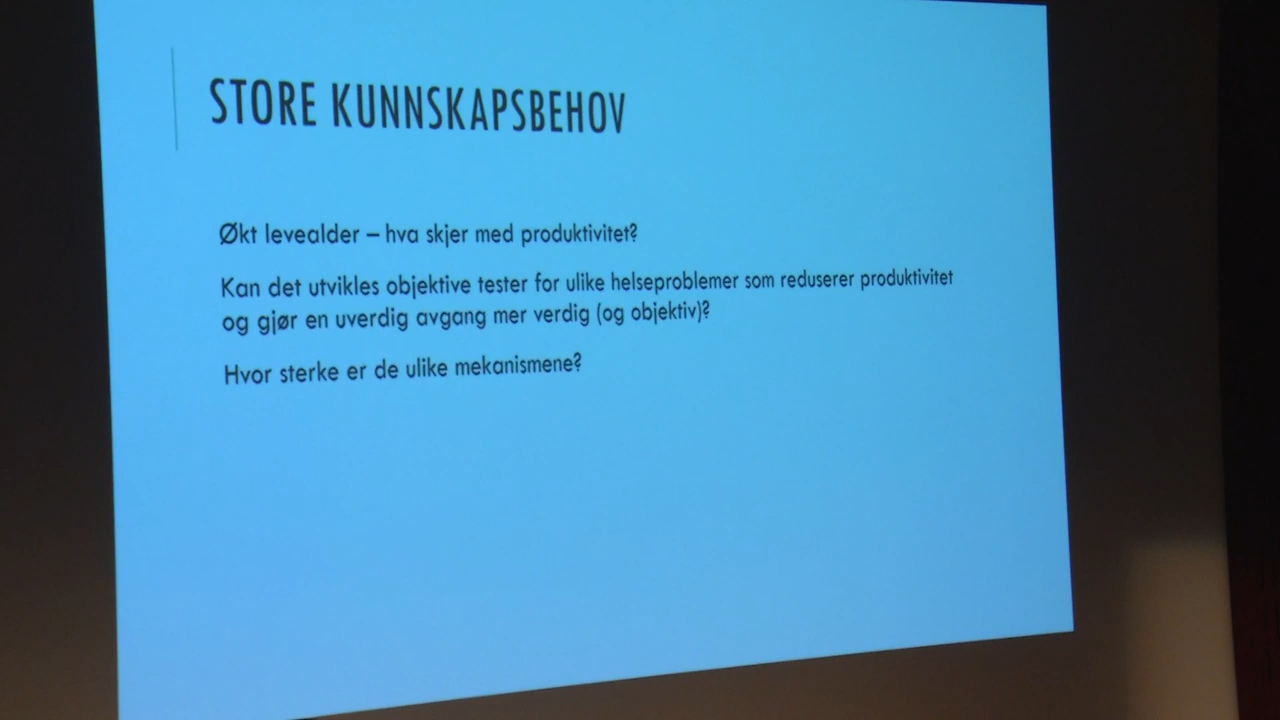 STORE KUNNSKAPSBEHOV
Økt levealder – hva skjer med produktivitet?
Kan det utvikles objektive tester for ulike helseproblemer som reduserer produktivitet
og gjør en uverdig avgang mer verdig (og objektiv)?
Hvor sterke er de ulike mekanismene?